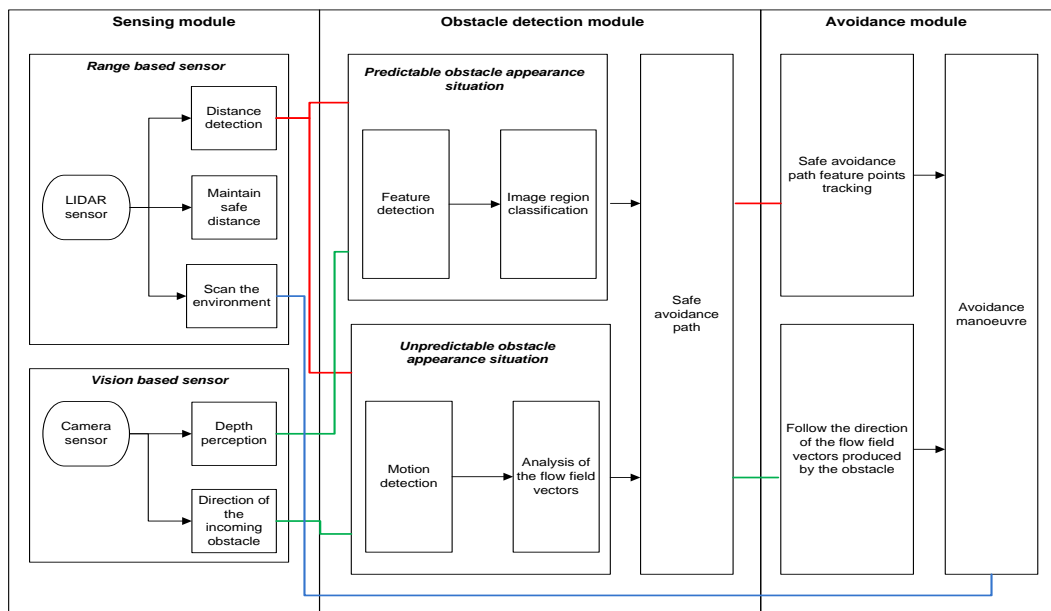 Sensing module
Obstacle detection module
Avoidance module
Range based sensor
Distance
detection
LIDAR
sensor
Maintain
safe
distance
Scan the
environment
Vision based sensor
Camera
sensor
Depth
perception
Direction of
the
incoming
obstacle
Predictable obstacle appearance
situation
Feature
detection
Image region
classification
Unpredictable obstacle
appearance situation
Motion
detection
Analysis of
the flow field
vectors
Safe
avoidance
path
Safe avoidance
path feature points
tracking
Follow the direction
of the flow field
vectors produced
by the obstacle
Avoidance
manoeuvre